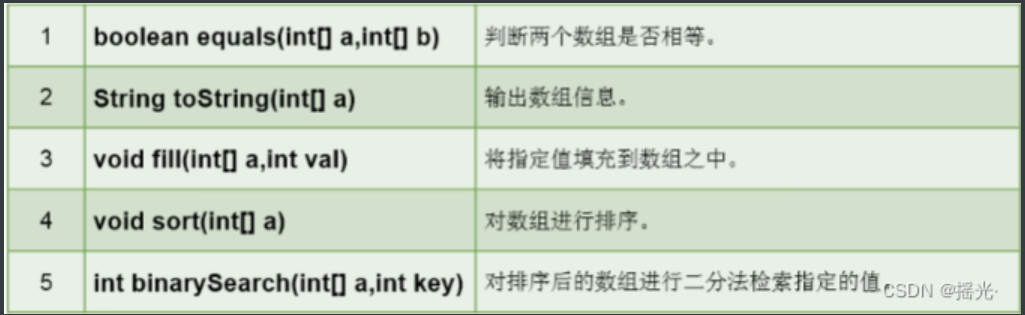 1 boolean equals(int[] a,int[] b) 判断两个数组是否相等。
2 String toString(int[] a) 输出数组信息。
3 void fill(int[] a,int val) 将指定值填充到数组之中。
4 void sort(int[] a) 对数组进行排序。
5 int binarySearch(int[] a,int key) 对排序后的数组进行二分法检索指定的值。
CSDN @摇光·